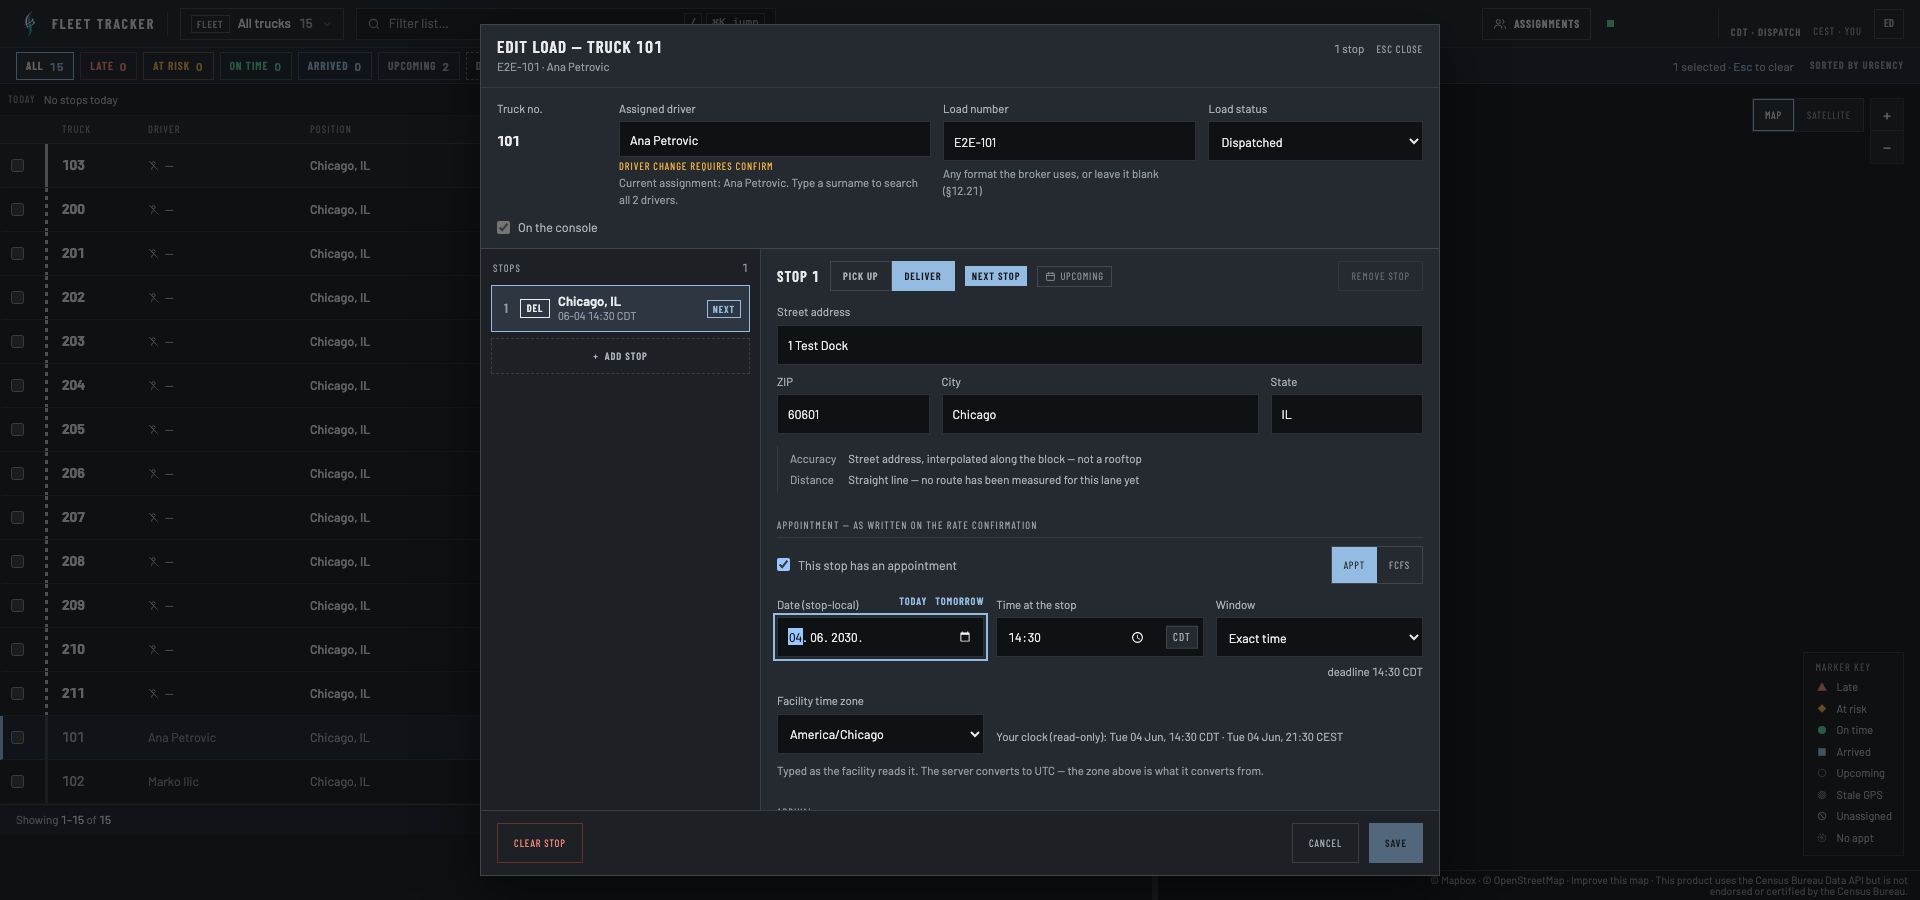 FLEET TRACKER
FLEET All trucks 15
Filter list...
/ ⌘K jump
ASSIGNMENTS
CDT · DISPATCH CEST · YOU
ED
ALL 15
LATE 0
AT RISK 0
ON TIME 0
ARRIVED 0
UPCOMING 2
1 selected · Esc to clear
SORTED BY URGENCY
TODAY No stops today
TRUCK DRIVER POSITION
103 — Chicago, IL
200 — Chicago, IL
201 — Chicago, IL
202 — Chicago, IL
203 — Chicago, IL
204 — Chicago, IL
205 — Chicago, IL
206 — Chicago, IL
207 — Chicago, IL
208 — Chicago, IL
209 — Chicago, IL
210 — Chicago, IL
211 — Chicago, IL
101 Ana Petrovic Chicago, IL
102 Marko Ilic Chicago, IL
Showing 1–15 of 15
EDIT LOAD — TRUCK 101
E2E-101 · Ana Petrovic
1 stop ESC CLOSE
Truck no.
101
Assigned driver
Ana Petrovic
DRIVER CHANGE REQUIRES CONFIRM
Current assignment: Ana Petrovic. Type a surname to search
all 2 drivers.
Load number
E2E-101
Any format the broker uses, or leave it blank
(§12.21)
Load status
Dispatched
On the console
STOPS 1
1 DEL Chicago, IL
06-04 14:30 CDT
NEXT
+ ADD STOP
STOP 1
PICK UP
DELIVER
NEXT STOP
UPCOMING
REMOVE STOP
Street address
1 Test Dock
ZIP
60601
City
Chicago
State
IL
Accuracy Street address, interpolated along the block — not a rooftop
Distance Straight line — no route has been measured for this lane yet
APPOINTMENT — AS WRITTEN ON THE RATE CONFIRMATION
This stop has an appointment
APPT
FCFS
Date (stop-local)
TODAY TOMORROW
04. 06. 2030.
Time at the stop
14:30
CDT
Window
Exact time
deadline 14:30 CDT
Facility time zone
America/Chicago
Your clock (read-only): Tue 04 Jun, 14:30 CDT · Tue 04 Jun, 21:30 CEST
Typed as the facility reads it. The server converts to UTC — the zone above is what it converts from.
CLEAR STOP
CANCEL
SAVE
MAP
SATELLITE
+
−
MARKER KEY
Late
At risk
On time
Arrived
Upcoming
Stale GPS
Unassigned
No appt
© Mapbox · © OpenStreetMap · Improve this map · This product uses the Census Bureau Data API but is not
endorsed or certified by the Census Bureau.